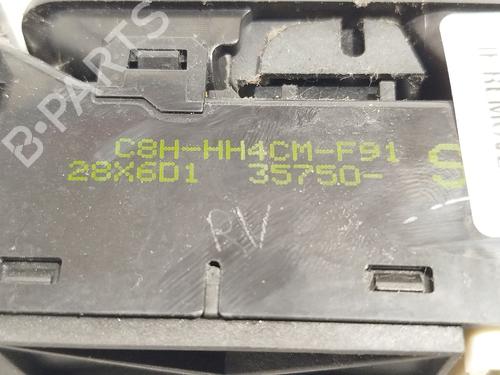 B-PARTS
C8H-HH4CM-F91
28X6D1 35750-
S
RV